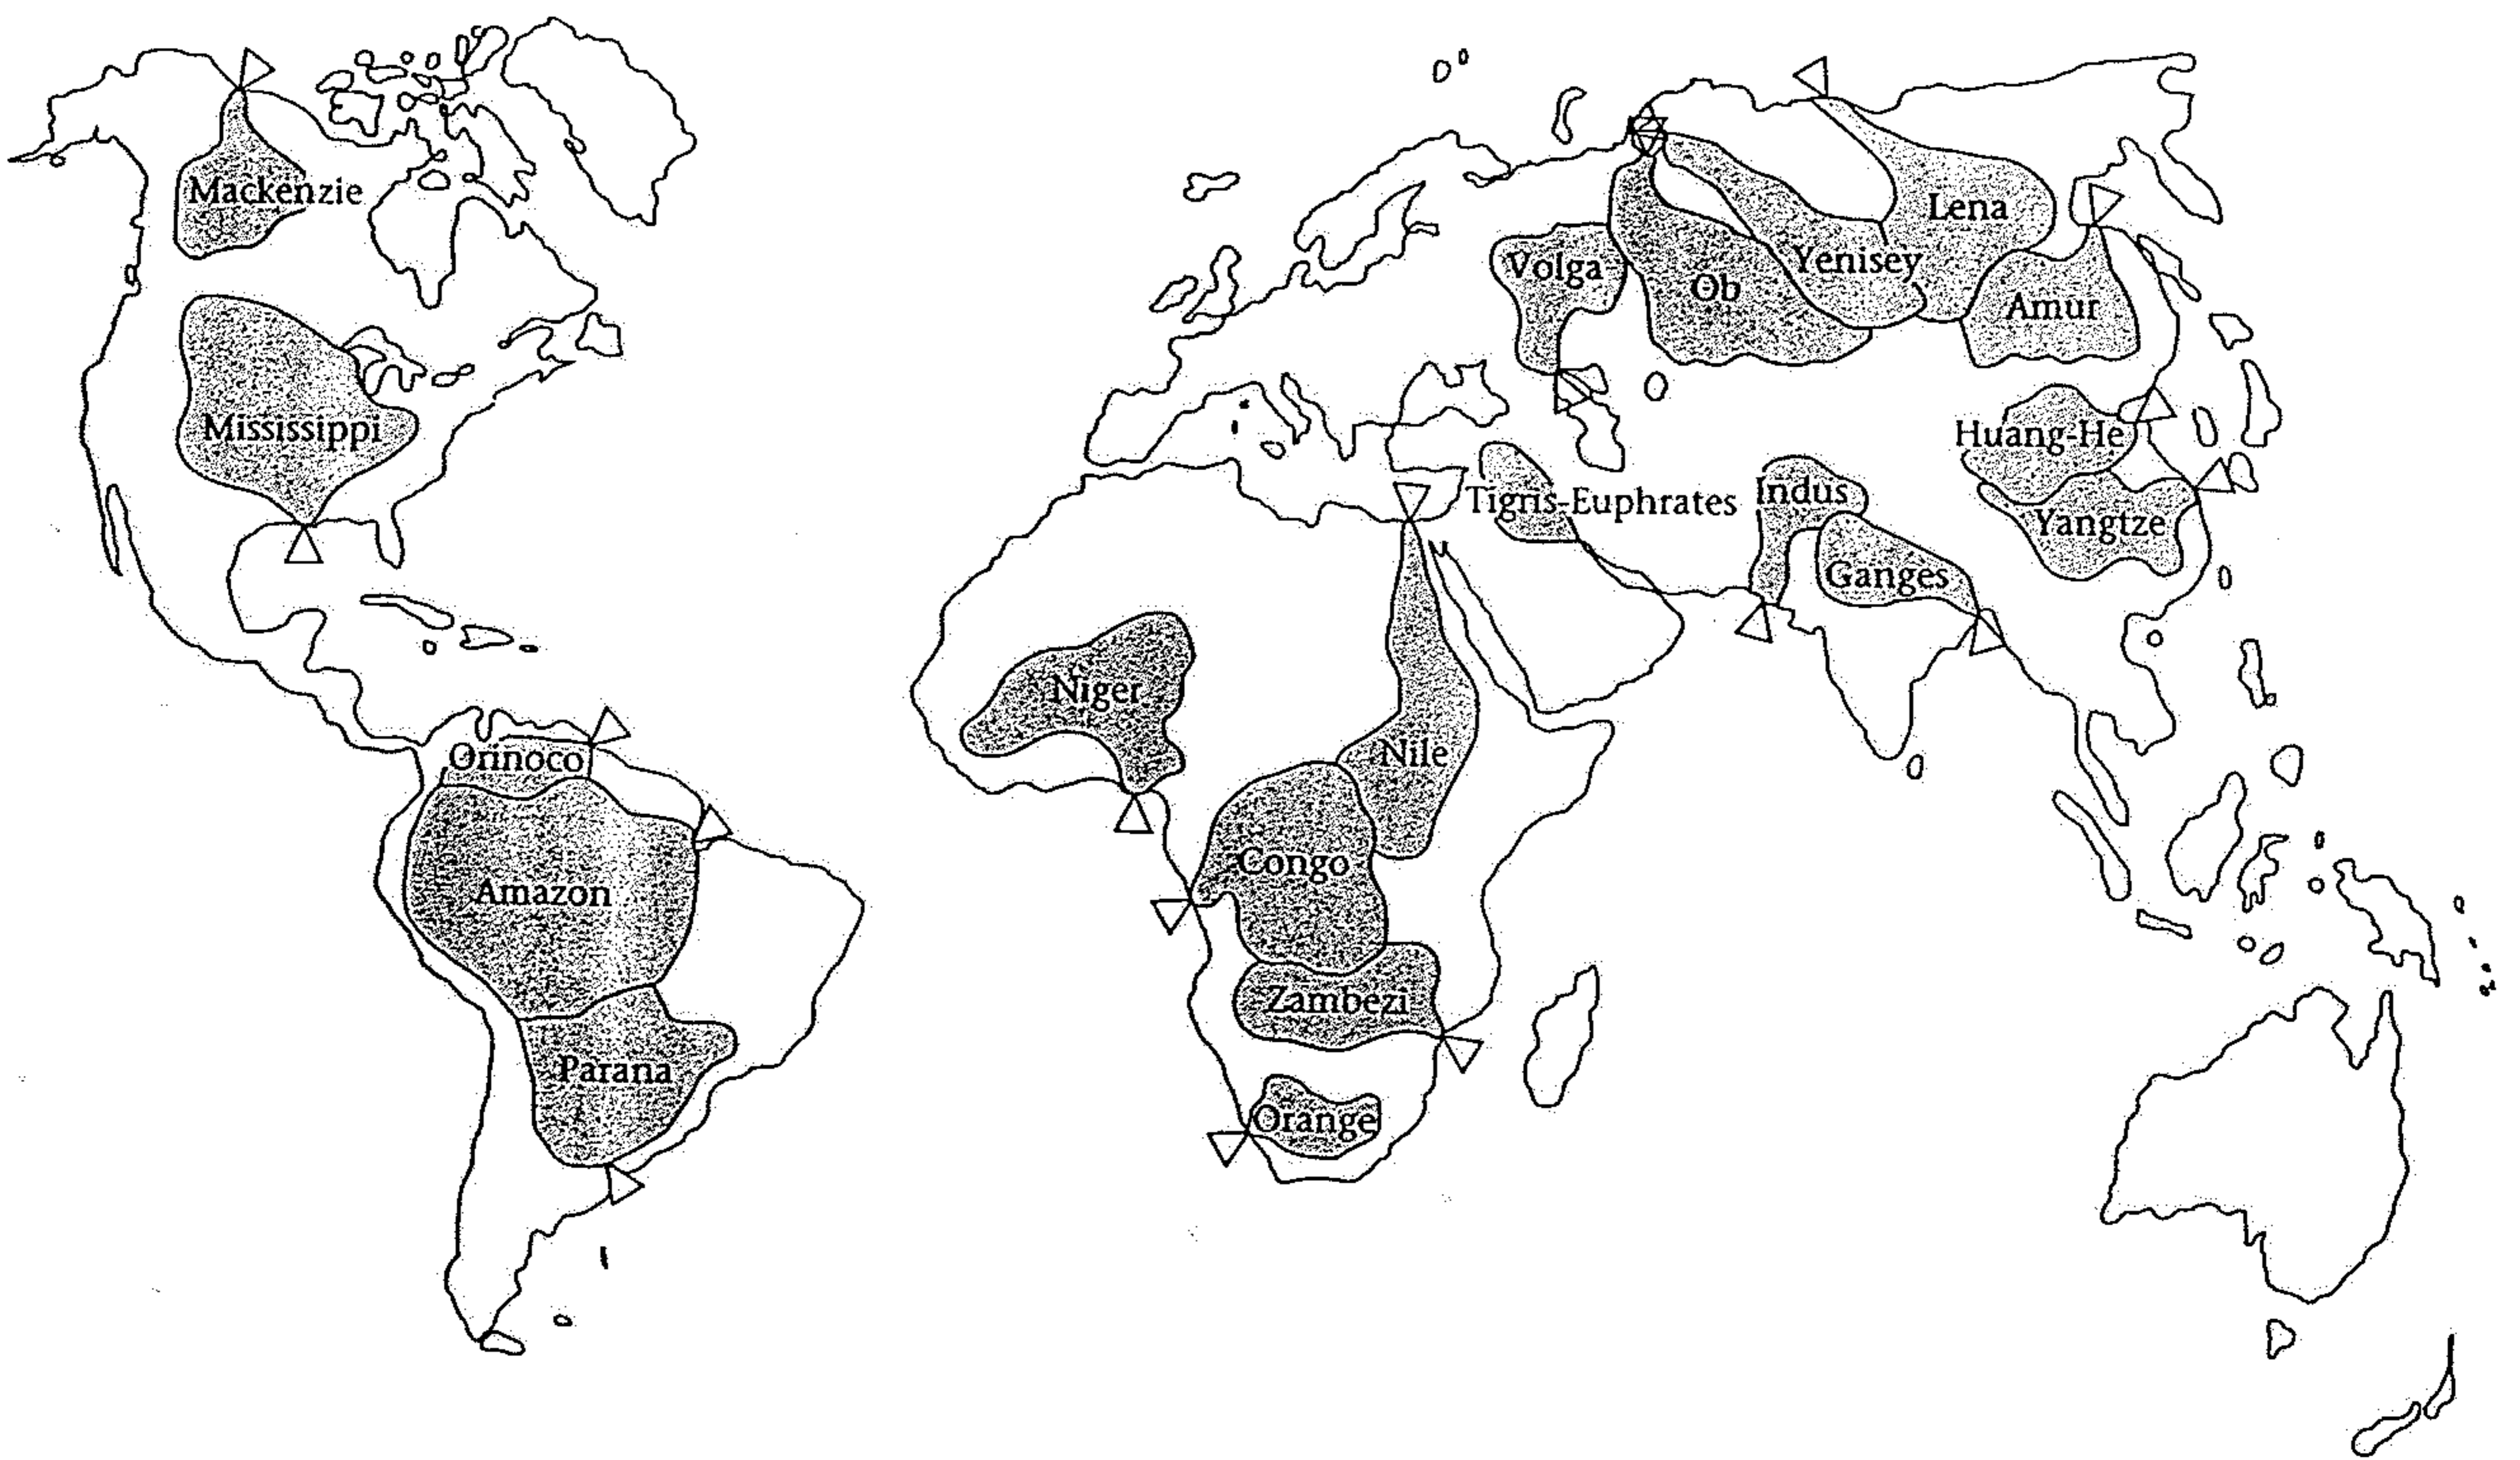 Mackenzie
Mississippi
Orinoco
Amazon
Parana
Niger
Nile
Congo
Zambezi
Orange
Volga
Ob
Yenisey
Lena
Amur
Tigris-Euphrates
Indus
Ganges
Huang-He
Yangtze